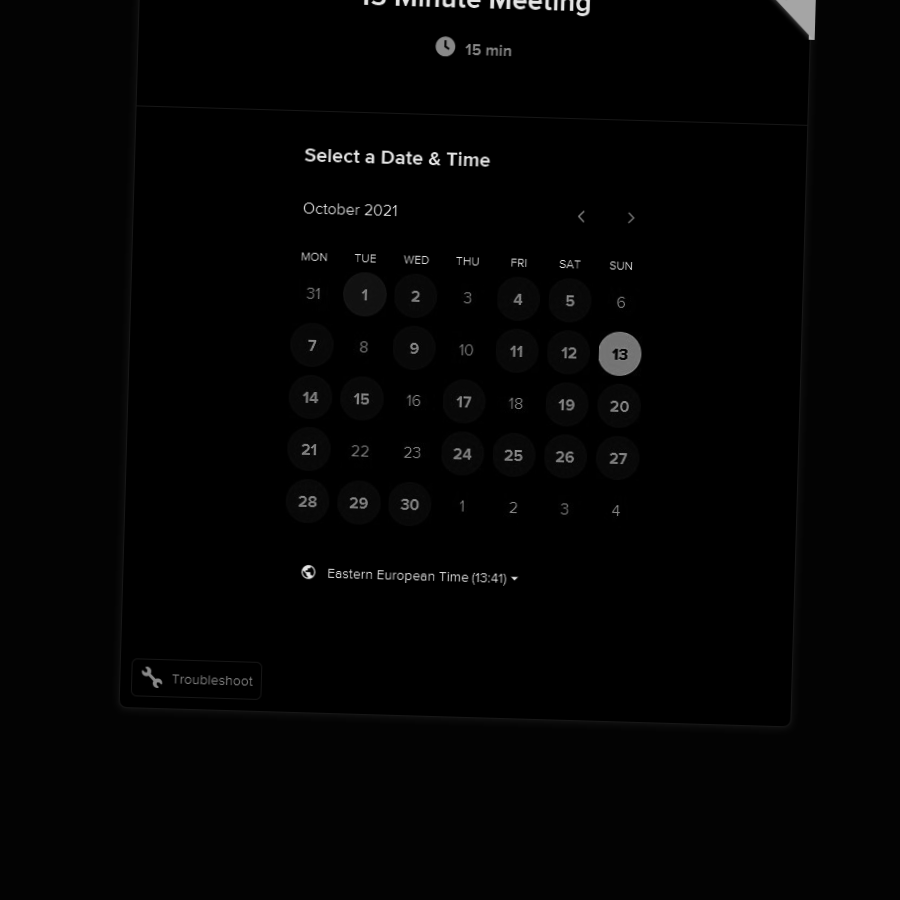 15 Minute Meeting
15 min
Select a Date & Time
October 2021
MON TUE WED THU FRI SAT SUN
31 1 2 3 4 5 6
7 8 9 10 11 12 13
14 15 16 17 18 19 20
21 22 23 24 25 26 27
28 29 30 1 2 3 4
Eastern European Time (13:41)
Troubleshoot